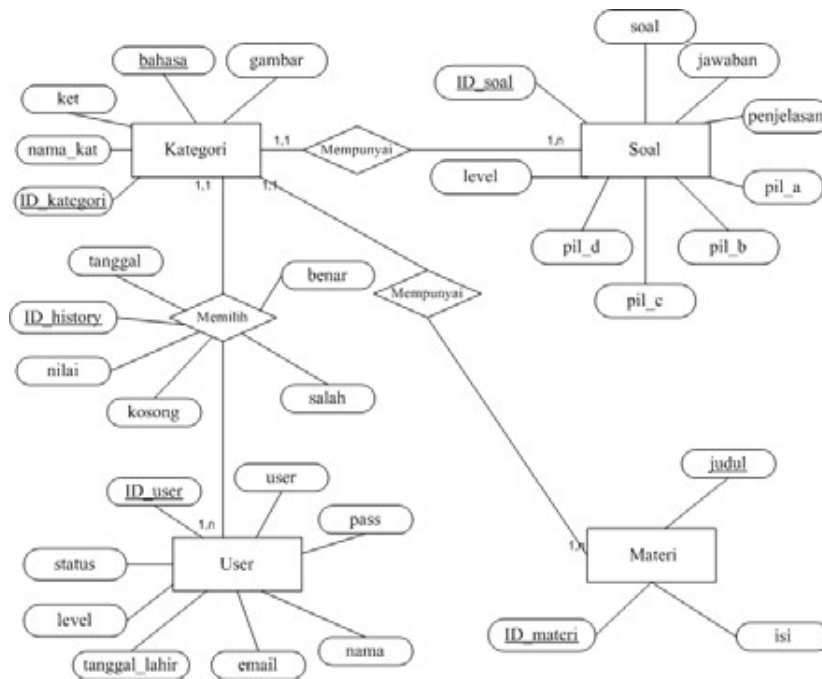 soal
bahasa
gambar
jawaban
ID_soal
ket
penjelasan
nama_kat
Kategori
1,1
Mempunyai
1,n
Soal
level
pil_a
ID_kategori
1,1
1,1
pil_d
pil_b
tanggal
benar
Mempunyai
pil_c
ID_history
Memilih
nilai
salah
kosong
judul
ID_user
user
1,n
pass
1,n
status
User
Materi
level
ID_materi
isi
tanggal_lahir
email
nama